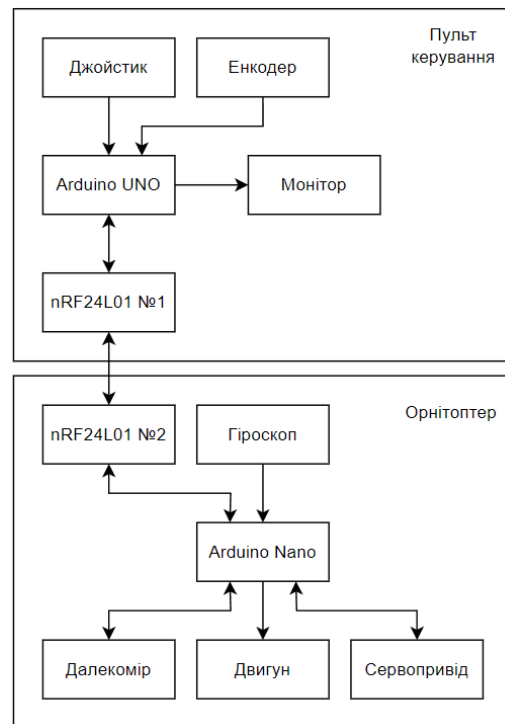 Пульт
керування
Джойстик
Енкодер
Arduino UNO
Монітор
nRF24L01 №1
Орнітоптер
nRF24L01 №2
Гіроскоп
Arduino Nano
Далекомір
Двигун
Сервопривід